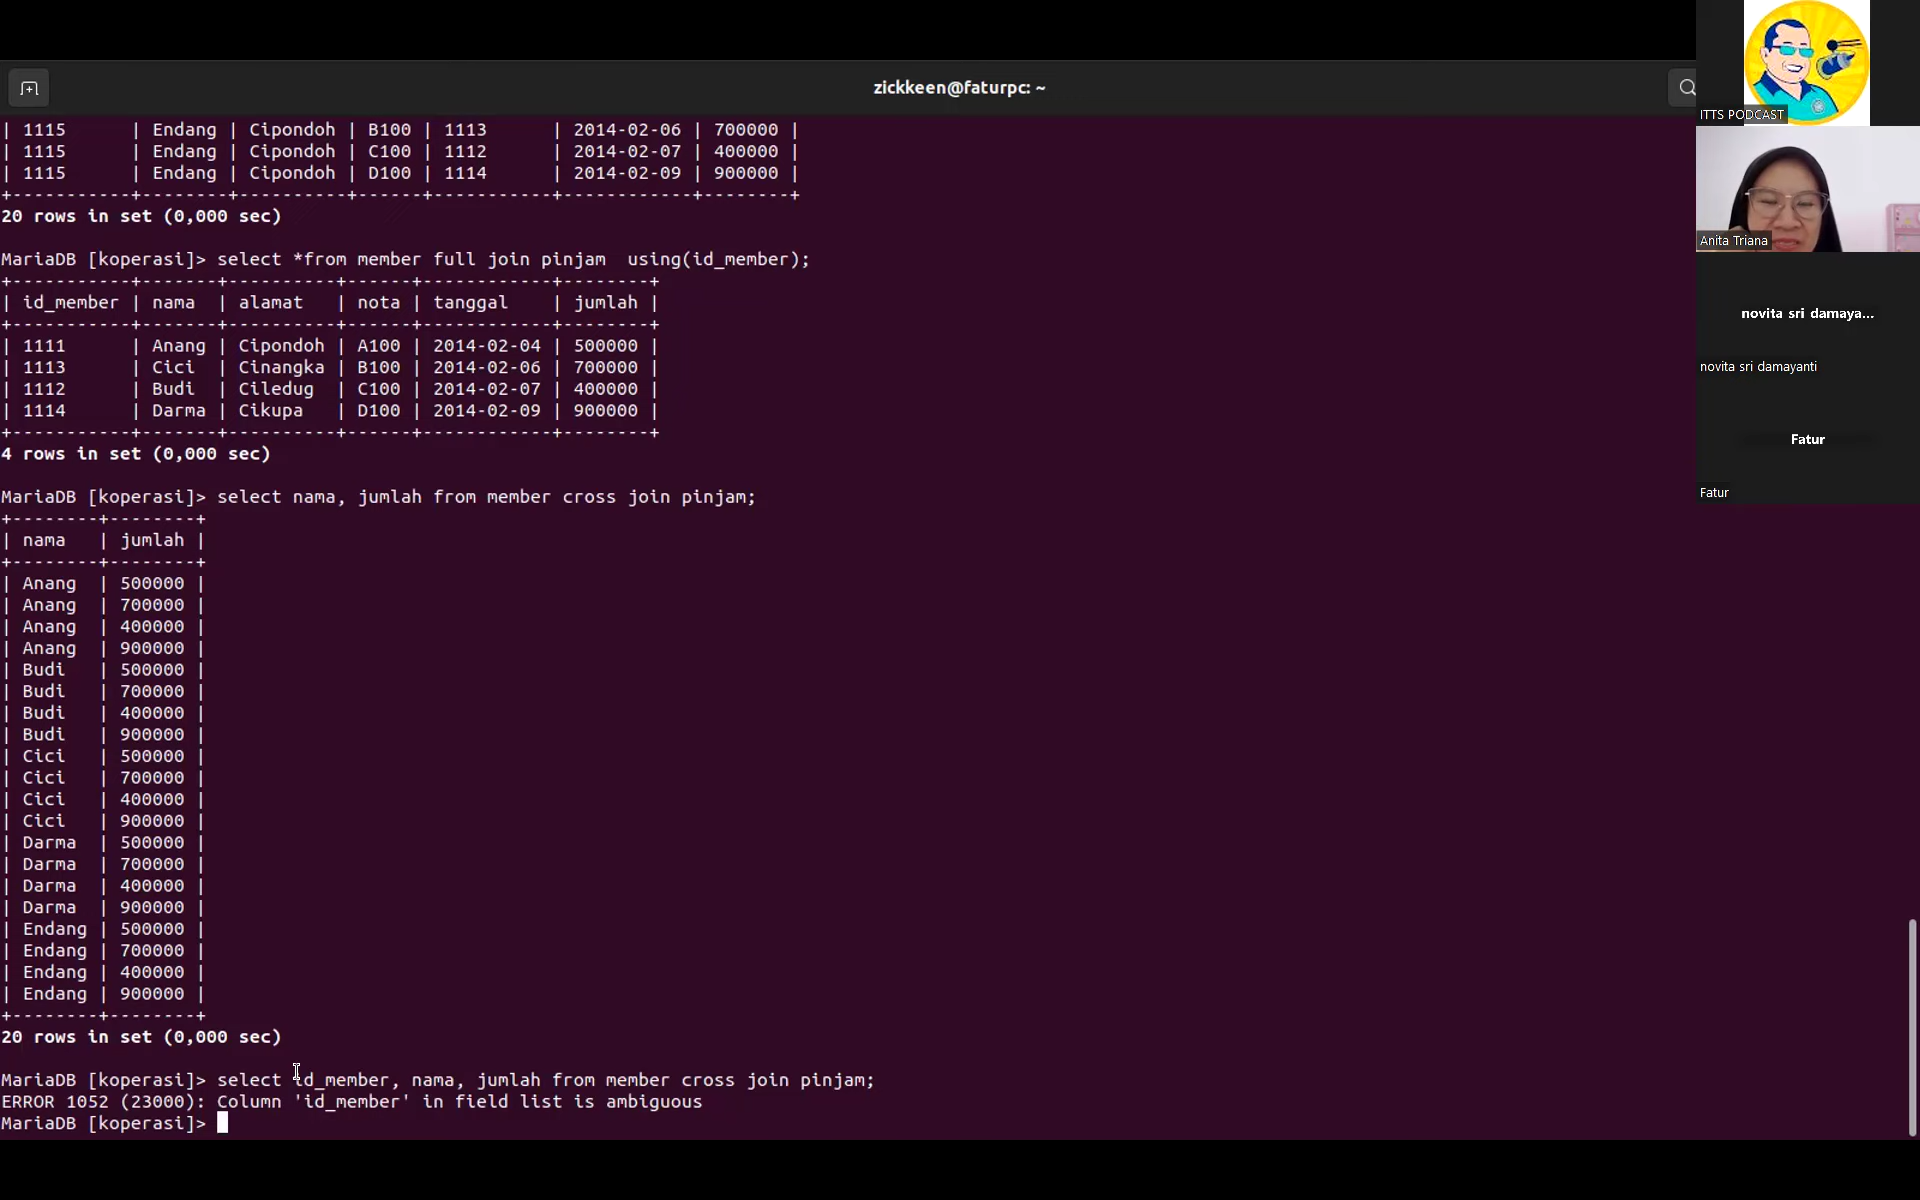 zickkeen@faturpc: ~
| 1115      | Endang | Cipondoh | B100 | 1113      | 2014-02-06 | 700000 |
| 1115      | Endang | Cipondoh | C100 | 1112      | 2014-02-07 | 400000 |
| 1115      | Endang | Cipondoh | D100 | 1114      | 2014-02-09 | 900000 |
+-----------+--------+----------+------+-----------+------------+--------+
20 rows in set (0,000 sec)
MariaDB [koperasi]> select *from member full join pinjam  using(id_member);
+-----------+-------+----------+------+------------+--------+
| id_member | nama  | alamat   | nota | tanggal    | jumlah |
+-----------+-------+----------+------+------------+--------+
| 1111      | Anang | Cipondoh | A100 | 2014-02-04 | 500000 |
| 1113      | Cici  | Cinangka | B100 | 2014-02-06 | 700000 |
| 1112      | Budi  | Ciledug  | C100 | 2014-02-07 | 400000 |
| 1114      | Darma | Cikupa   | D100 | 2014-02-09 | 900000 |
+-----------+-------+----------+------+------------+--------+
4 rows in set (0,000 sec)
MariaDB [koperasi]> select nama, jumlah from member cross join pinjam;
+--------+--------+
| nama   | jumlah |
+--------+--------+
| Anang  | 500000 |
| Anang  | 700000 |
| Anang  | 400000 |
| Anang  | 900000 |
| Budi   | 500000 |
| Budi   | 700000 |
| Budi   | 400000 |
| Budi   | 900000 |
| Cici   | 500000 |
| Cici   | 700000 |
| Cici   | 400000 |
| Cici   | 900000 |
| Darma  | 500000 |
| Darma  | 700000 |
| Darma  | 400000 |
| Darma  | 900000 |
| Endang | 500000 |
| Endang | 700000 |
| Endang | 400000 |
| Endang | 900000 |
+--------+--------+
20 rows in set (0,000 sec)
MariaDB [koperasi]> select id_member, nama, jumlah from member cross join pinjam;
ERROR 1052 (23000): Column 'id_member' in field list is ambiguous
MariaDB [koperasi]>
ITTS PODCAST
Anita Triana
novita sri damaya...
novita sri damayanti
Fatur
Fatur